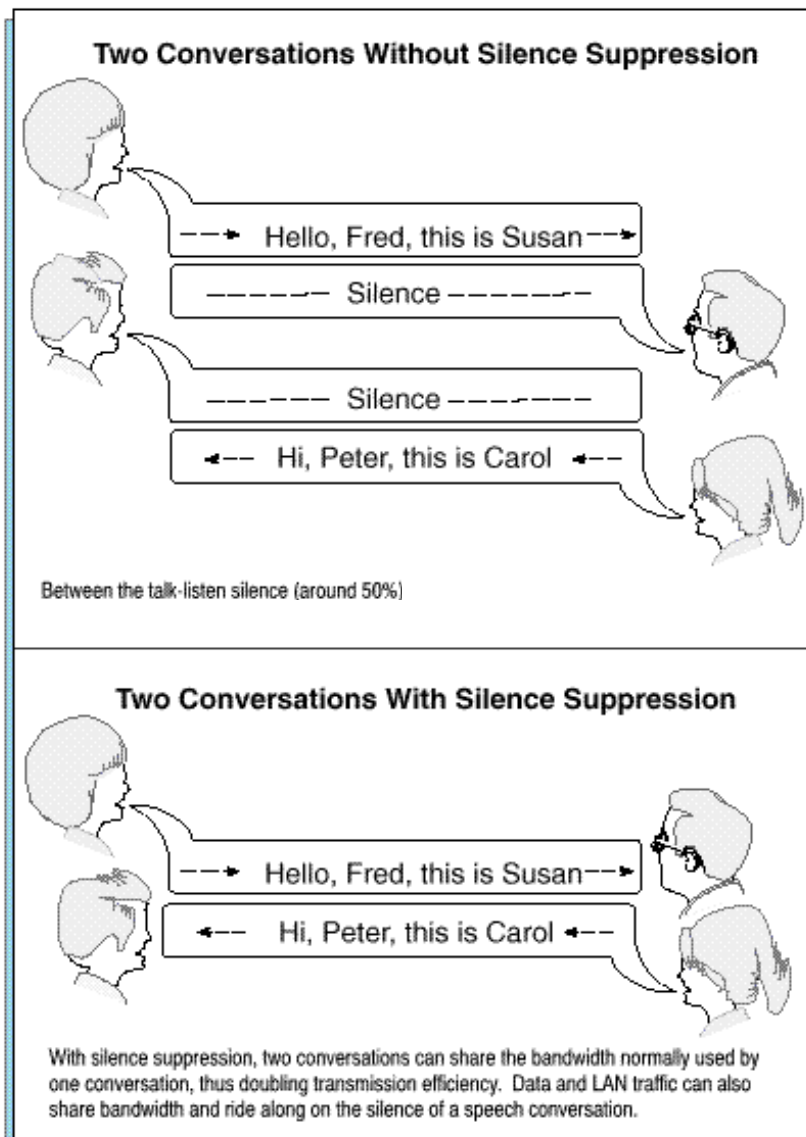 Two Conversations Without Silence Suppression
Hello, Fred, this is Susan
Silence
Silence
Hi, Peter, this is Carol
Between the talk-listen silence (around 50%)
Two Conversations With Silence Suppression
Hello, Fred, this is Susan
Hi, Peter, this is Carol
With silence suppression, two conversations can share the bandwidth normally used by
one conversation, thus doubling transmission efficiency.  Data and LAN traffic can also
share bandwidth and ride along on the silence of a speech conversation.